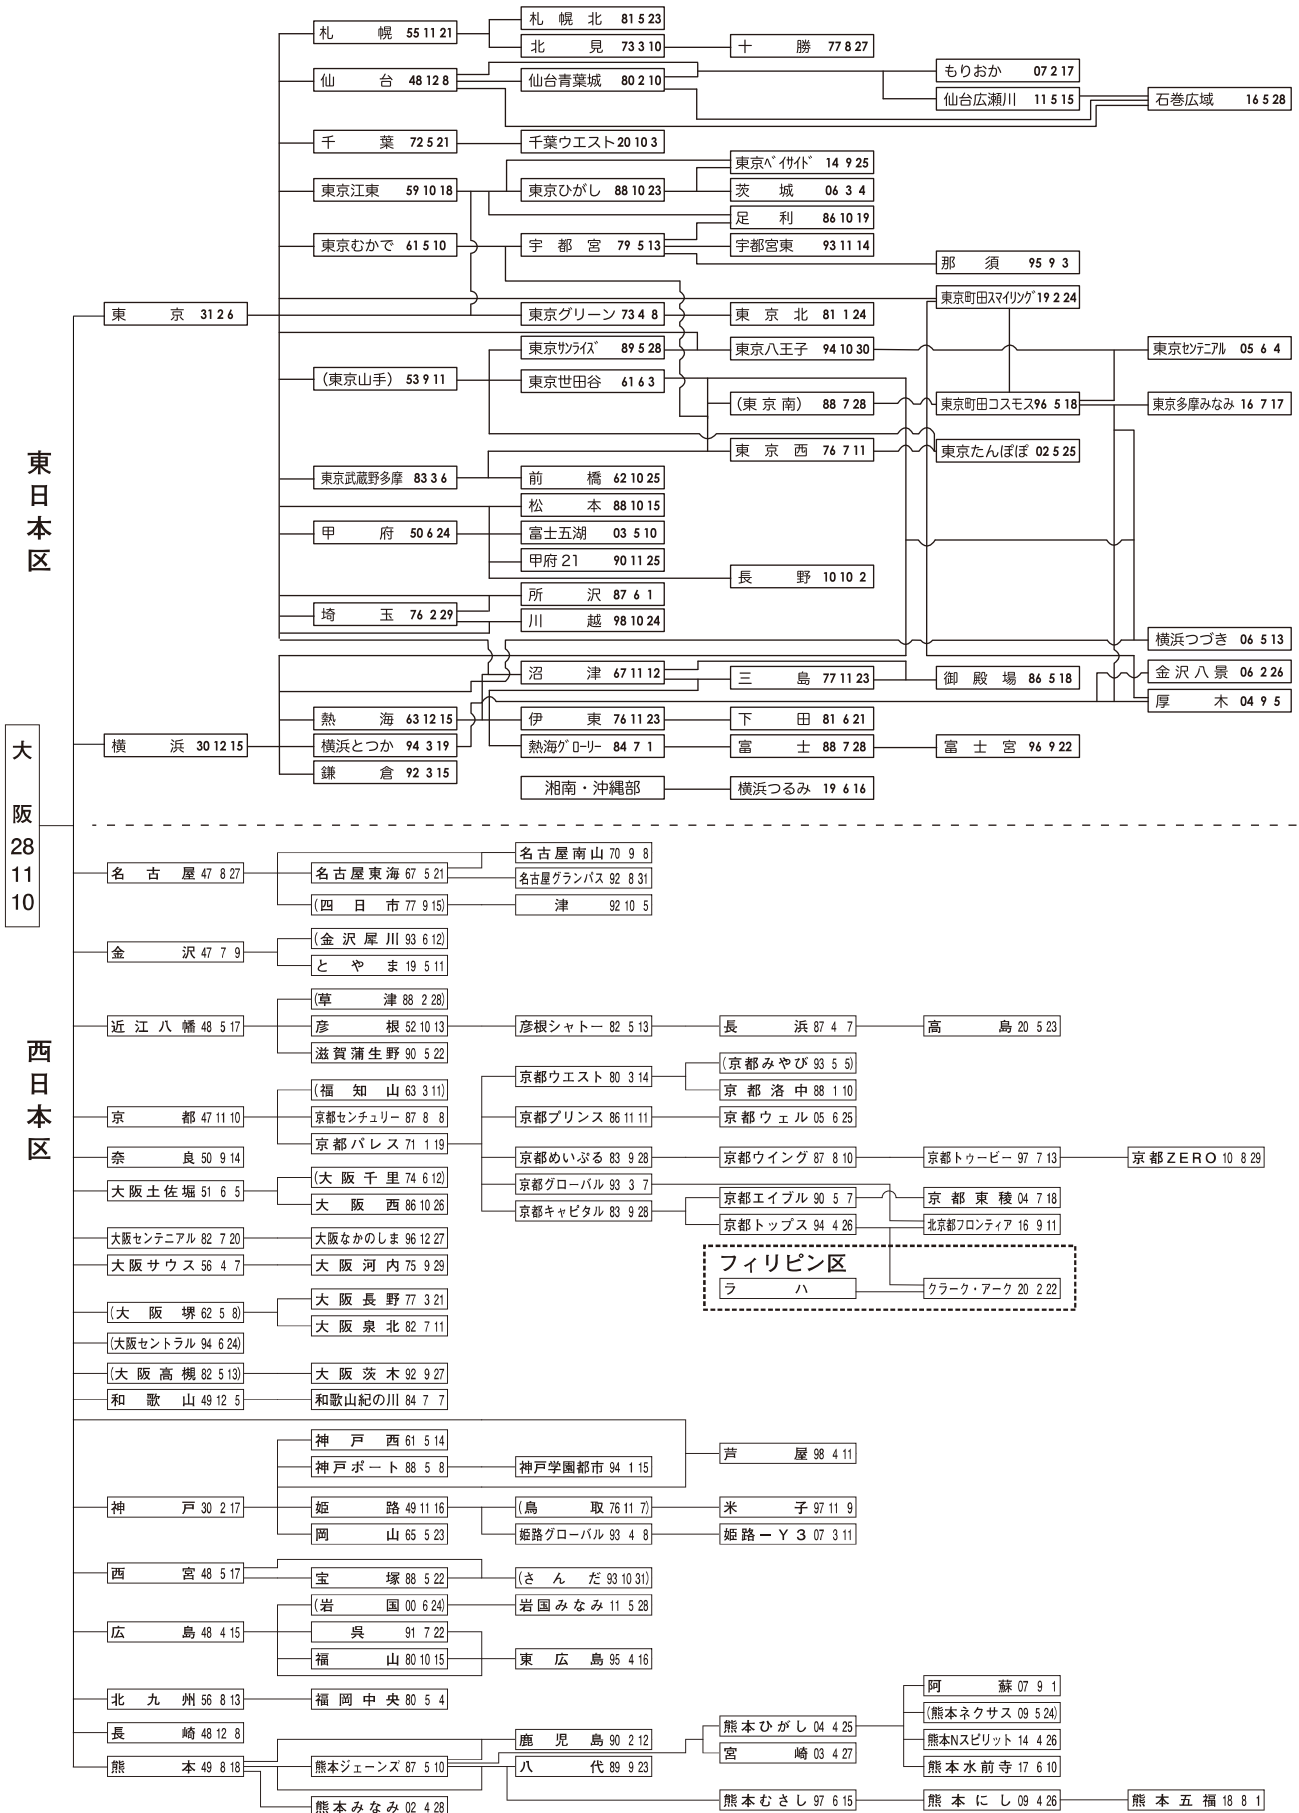 札幌 55 11 21
札幌北 81 5 23
北見 73 3 10
十勝 77 8 27
仙台 48 12 8
仙台青葉城 80 2 10
もりおか 07 2 17
仙台広瀬川 11 5 15
石巻広域 16 5 28
千葉 72 5 21
千葉ウエスト 20 10 3
東京江東 59 10 18
東京ひがし 88 10 23
東京ベイサイド 14 9 25
茨城 06 3 4
足利 86 10 19
東京むかで 61 5 10
宇都宮 79 5 13
宇都宮東 93 11 14
那須 95 9 3
東京 31 2 6
東京グリーン 73 4 8
東京北 81 1 24
東京町田スマイリング 19 2 24
東京サンライズ 89 5 28
東京八王子 94 10 30
東京センテニアル 05 6 4
(東京山手) 53 9 11
東京世田谷 61 6 3
(東京南) 88 7 28
東京町田コスモス 96 5 18
東京多摩みなみ 16 7 17
東京西 76 7 11
東京たんぽぽ 02 5 25
東京武蔵野多摩 83 3 6
前橋 62 10 25
松本 88 10 15
甲府 50 6 24
富士五湖 03 5 10
甲府21 90 11 25
長野 10 10 2
埼玉 76 2 29
所沢 87 6 1
川越 98 10 24
横浜つづき 06 5 13
沼津 67 11 12
三島 77 11 23
御殿場 86 5 18
金沢八景 06 2 26
厚木 04 9 5
熱海 63 12 15
伊東 76 11 23
下田 81 6 21
横浜 30 12 15
横浜とつか 94 3 19
熱海グローリー 84 7 1
富士 88 7 28
富士宮 96 9 22
鎌倉 92 3 15
湘南・沖縄部
横浜つるみ 19 6 16
東日本区
大阪 28 11 10
西日本区
名古屋 47 8 27
名古屋東海 67 5 21
名古屋南山 70 9 8
名古屋グランパス 92 8 31
(四日市 77 9 15)
津 92 10 5
金沢 47 7 9
(金沢犀川 93 6 12)
とやま 19 5 11
近江八幡 48 5 17
(草津 88 2 28)
彦根 52 10 13
彦根シャトー 82 5 13
長浜 87 4 7
高島 20 5 23
滋賀蒲生野 90 5 22
京都 47 11 10
(福知山 63 3 11)
京都センチュリー 87 8 8
京都パレス 71 1 19
京都ウエスト 80 3 14
(京都みやび 93 5 5)
京都洛中 88 1 10
京都プリンス 86 11 11
京都ウェル 05 6 25
京都めいぷる 83 9 28
京都ウイング 87 8 10
京都トゥービー 97 7 13
京都ZERO 10 8 29
京都グローバル 93 3 7
京都キャピタル 83 9 28
京都エイブル 90 5 7
京都東稜 04 7 18
京都トップス 94 4 26
北京都フロンティア 16 9 11
フィリピン区
ラハ
クラーク・アーク 20 2 22
奈良 50 9 14
大阪土佐堀 51 6 5
(大阪千里 74 6 12)
大阪西 86 10 26
大阪センテニアル 82 7 20
大阪なかのしま 96 12 27
大阪サウス 56 4 7
大阪河内 75 9 29
(大阪堺 62 5 8)
大阪長野 77 3 21
大阪泉北 82 7 11
(大阪セントラル 94 6 24)
(大阪高槻 82 5 13)
大阪茨木 92 9 27
和歌山 49 12 5
和歌山紀の川 84 7 7
神戸西 61 5 14
神戸ポート 88 5 8
神戸学園都市 94 1 15
芦屋 98 4 11
神戸 30 2 17
姫路 49 11 16
(鳥取 76 11 7)
米子 97 11 9
岡山 65 5 23
姫路グローバル 93 4 8
姫路ーY3 07 3 11
西宮 48 5 17
宝塚 88 5 22
(さんだ 93 10 31)
広島 48 4 15
(岩国 00 6 24)
岩国みなみ 11 5 28
呉 91 7 22
福山 80 10 15
東広島 95 4 16
北九州 56 8 13
福岡中央 80 5 4
長崎 48 12 8
熊本 49 8 18
熊本ジェーンズ 87 5 10
鹿児島 90 2 12
八代 89 9 23
熊本ひがし 04 4 25
宮崎 03 4 27
阿蘇 07 9 1
(熊本ネクサス 09 5 24)
熊本Nスピリット 14 4 26
熊本水前寺 17 6 10
熊本みなみ 02 4 28
熊本むさし 97 6 15
熊本にし 09 4 26
熊本五福 18 8 1